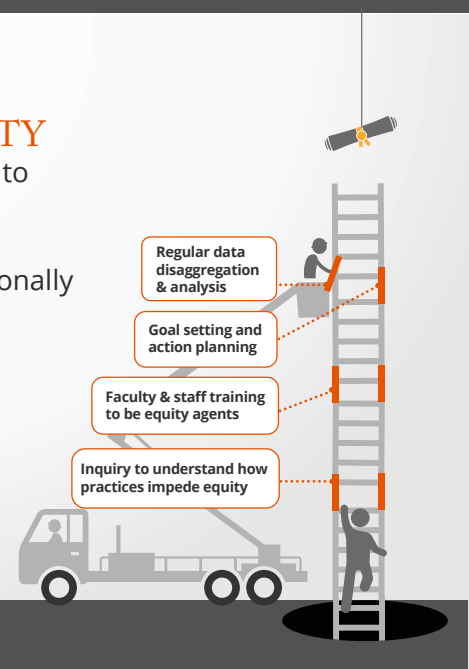 TY
to
onally
Regular data
disaggregation
& analysis
Goal setting and
action planning
Faculty & staff training
to be equity agents
Inquiry to understand how
practices impede equity